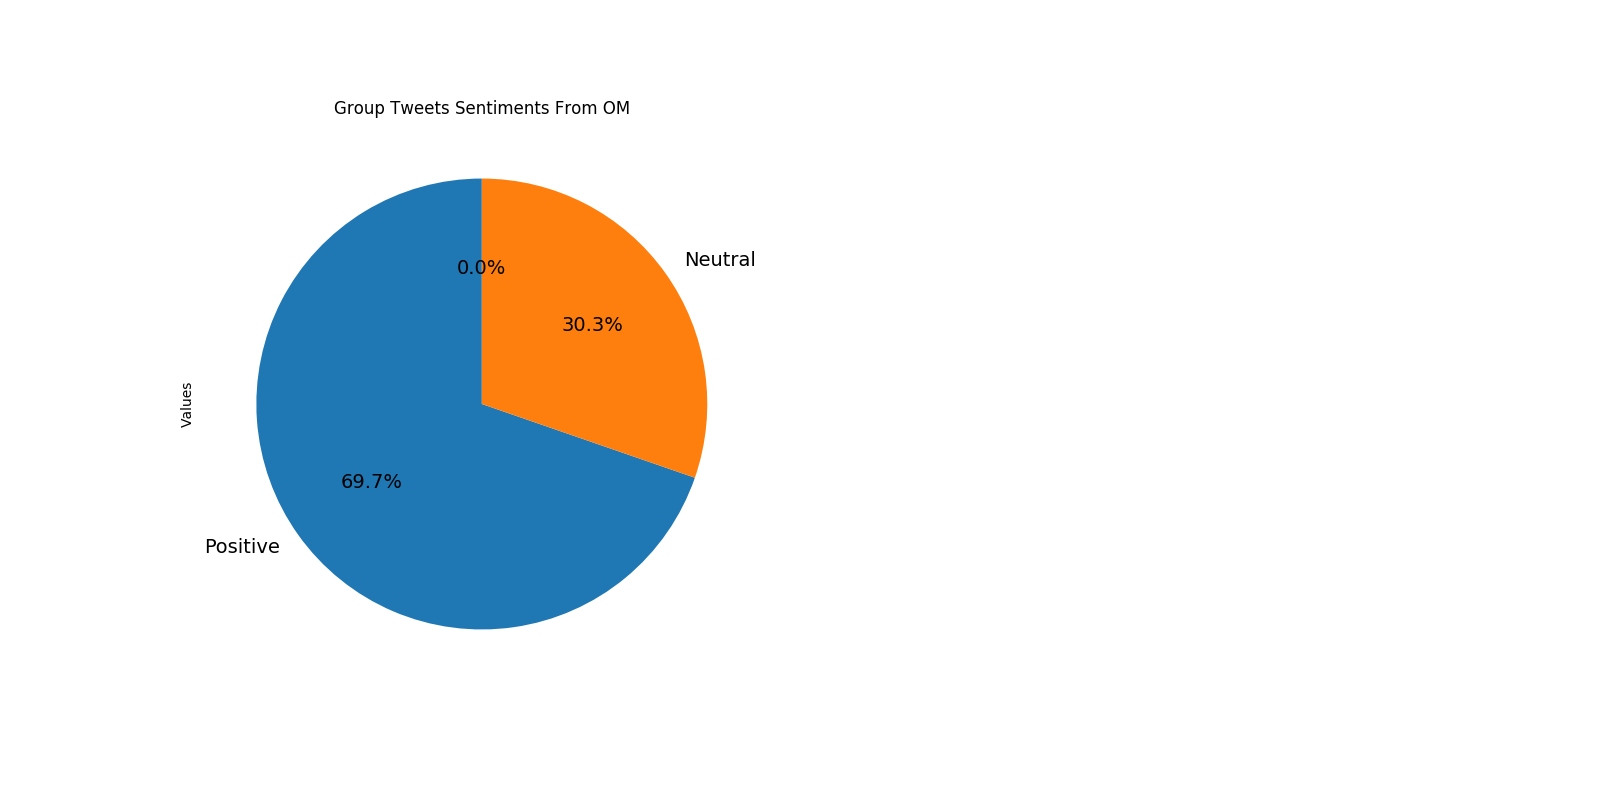 Group Tweets Sentiments From OM
0.0%
Neutral
30.3%
Values
69.7%
Positive